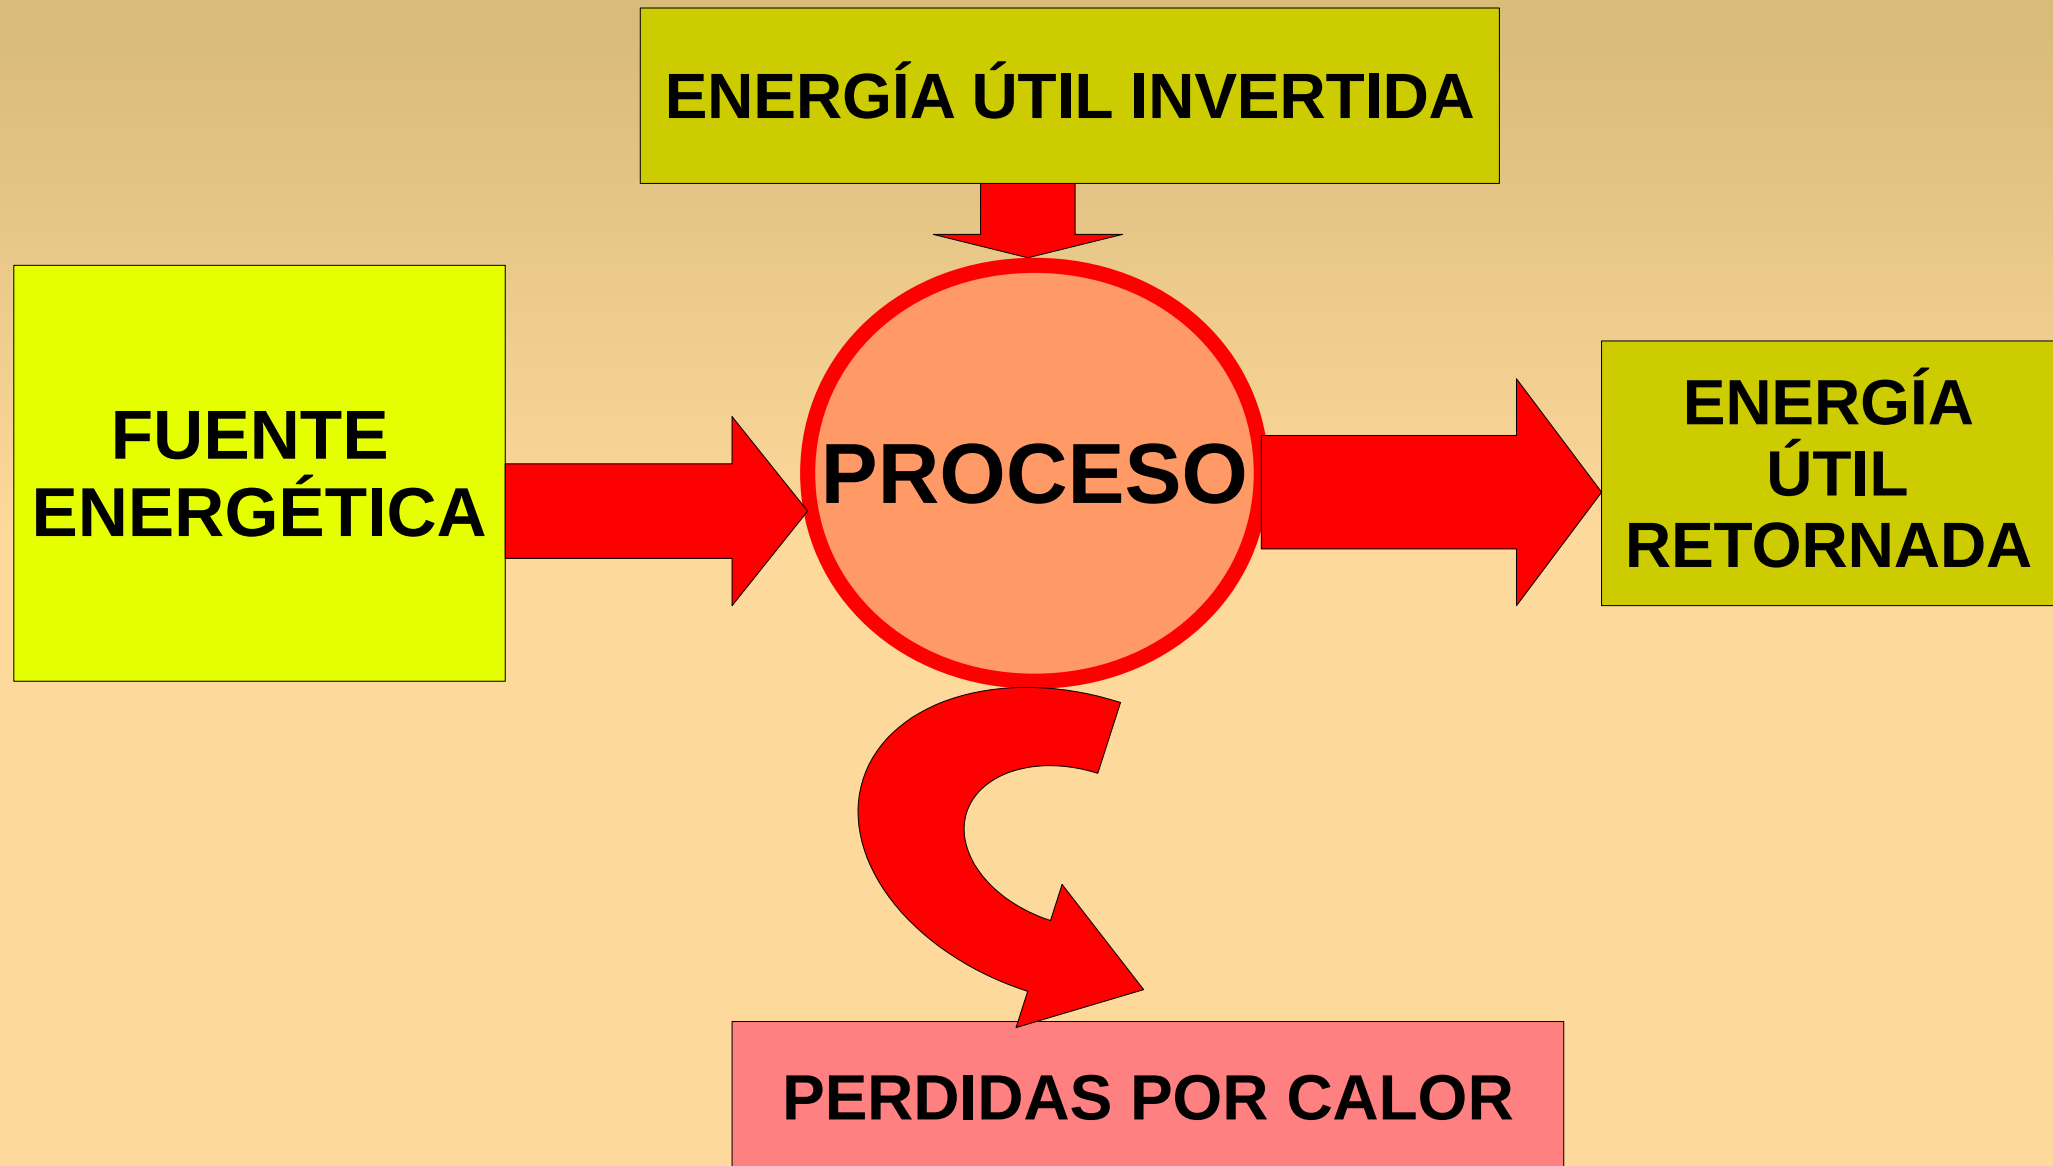 ENERGÍA ÚTIL INVERTIDA
FUENTE
ENERGÉTICA
PROCESO
ENERGÍA
ÚTIL
RETORNADA
PERDIDAS POR CALOR